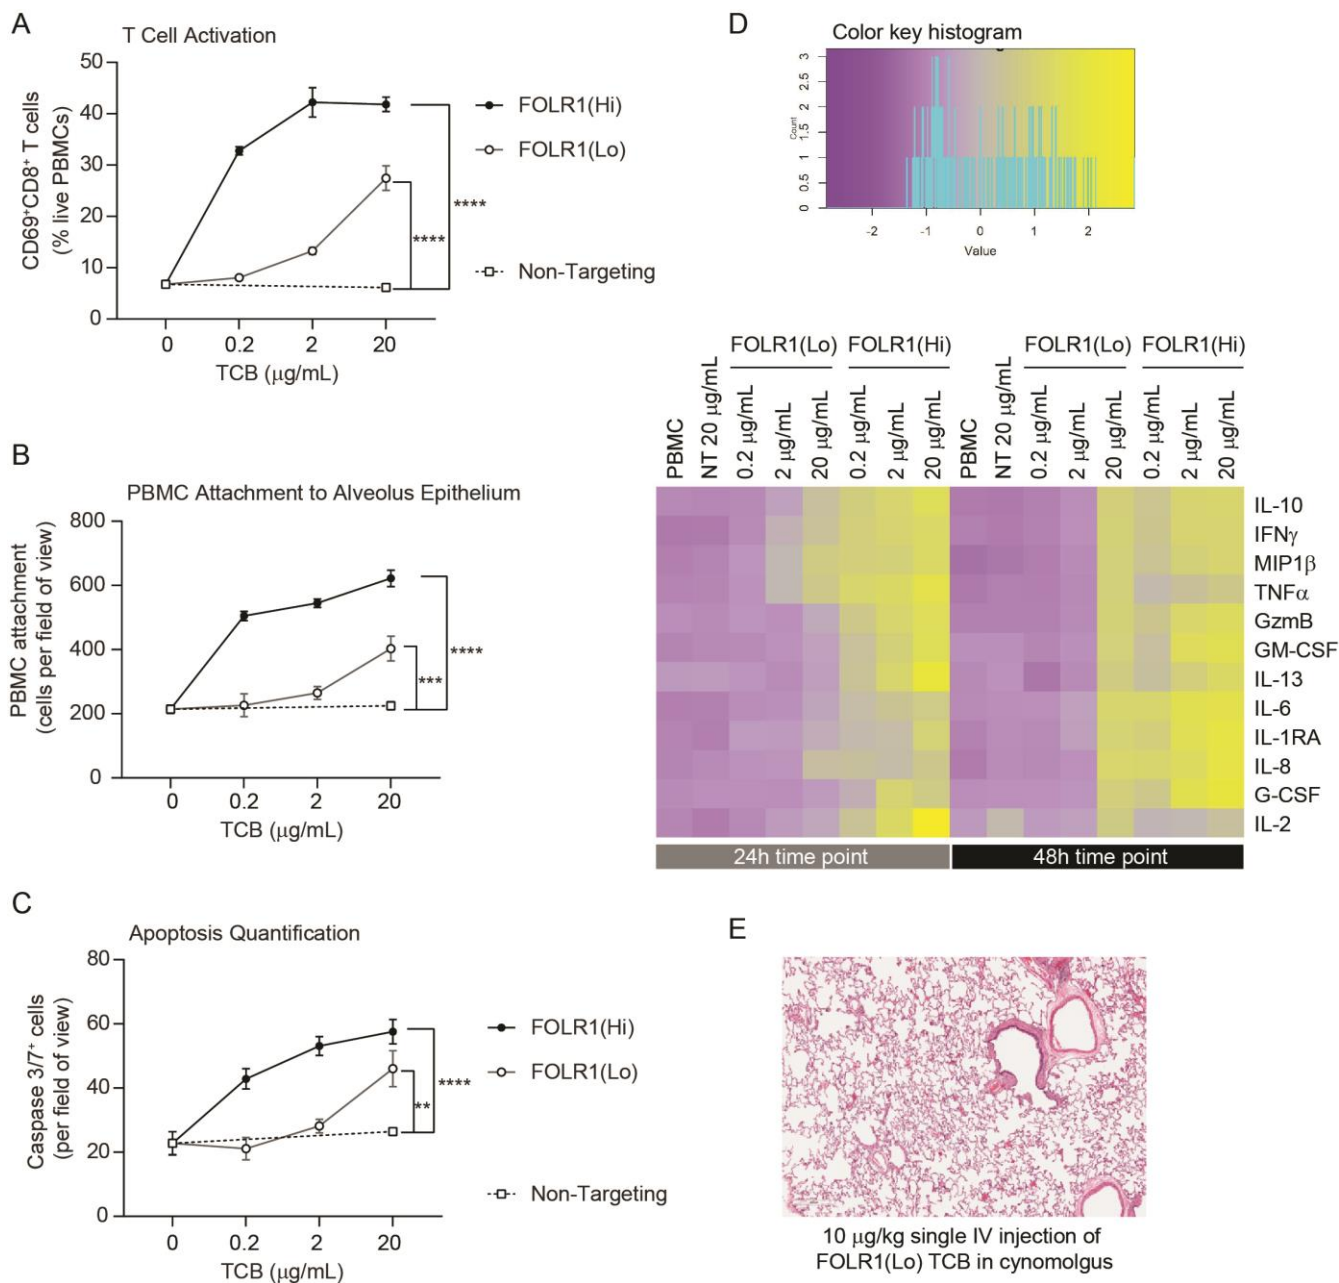 A
T Cell Activation
CD69⁺CD8⁺ T cells
(% live PBMCs)
50
40
30
20
10
0
0 0.2 2 20
TCB (μg/mL)
FOLR1(Hi)
FOLR1(Lo)
Non-Targeting
****
****
B
PBMC Attachment to Alveolus Epithelium
PBMC attachment
(cells per field of view)
800
600
400
200
0
0 0.2 2 20
TCB (μg/mL)
***
****
C
Apoptosis Quantification
Caspase 3/7⁺ cells
(per field of view)
80
60
40
20
0
0 0.2 2 20
TCB (μg/mL)
FOLR1(Hi)
FOLR1(Lo)
Non-Targeting
**
****
D
Color key histogram
Count
3
2.5
2
1.5
1
0.5
0
-2 -1 0 1 2
Value
FOLR1(Lo) FOLR1(Hi) FOLR1(Lo) FOLR1(Hi)
PBMC
NT 20 μg/mL
0.2 μg/mL
2 μg/mL
20 μg/mL
0.2 μg/mL
2 μg/mL
20 μg/mL
PBMC
NT 20 μg/mL
0.2 μg/mL
2 μg/mL
20 μg/mL
0.2 μg/mL
2 μg/mL
20 μg/mL
IL-10
IFNγ
MIP1β
TNFα
GzmB
GM-CSF
IL-13
IL-6
IL-1RA
IL-8
G-CSF
IL-2
24h time point 48h time point
E
10 μg/kg single IV injection of
FOLR1(Lo) TCB in cynomolgus